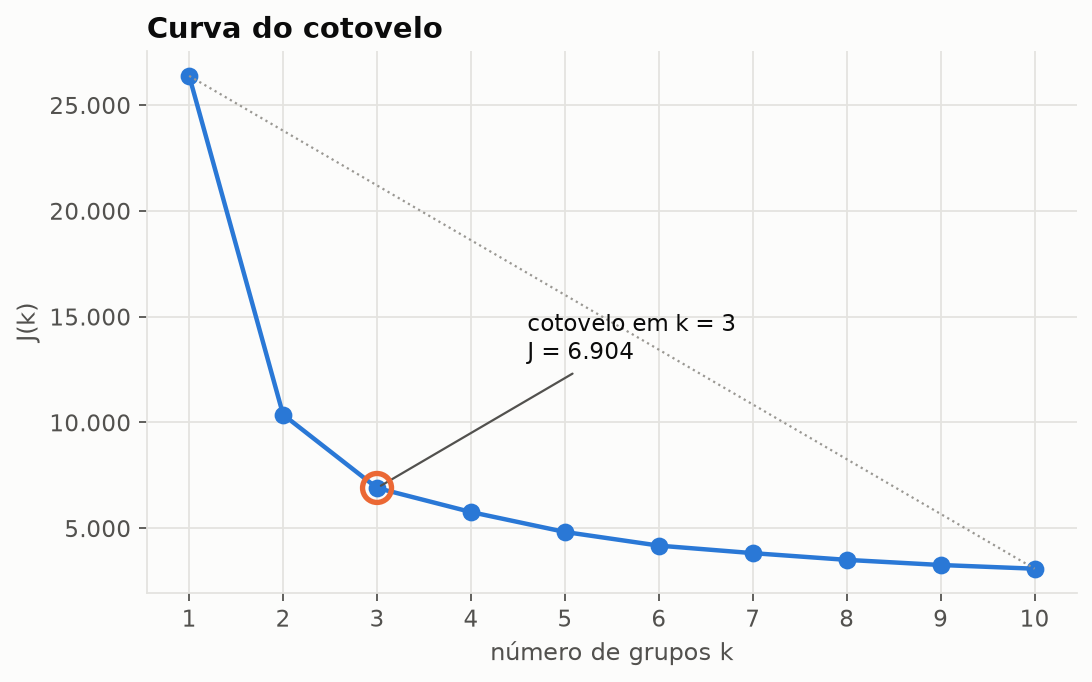 Curva do cotovelo
J(k)
25.000
20.000
15.000
10.000
5.000
cotovelo em k = 3
J = 6.904
1 2 3 4 5 6 7 8 9 10
número de grupos k